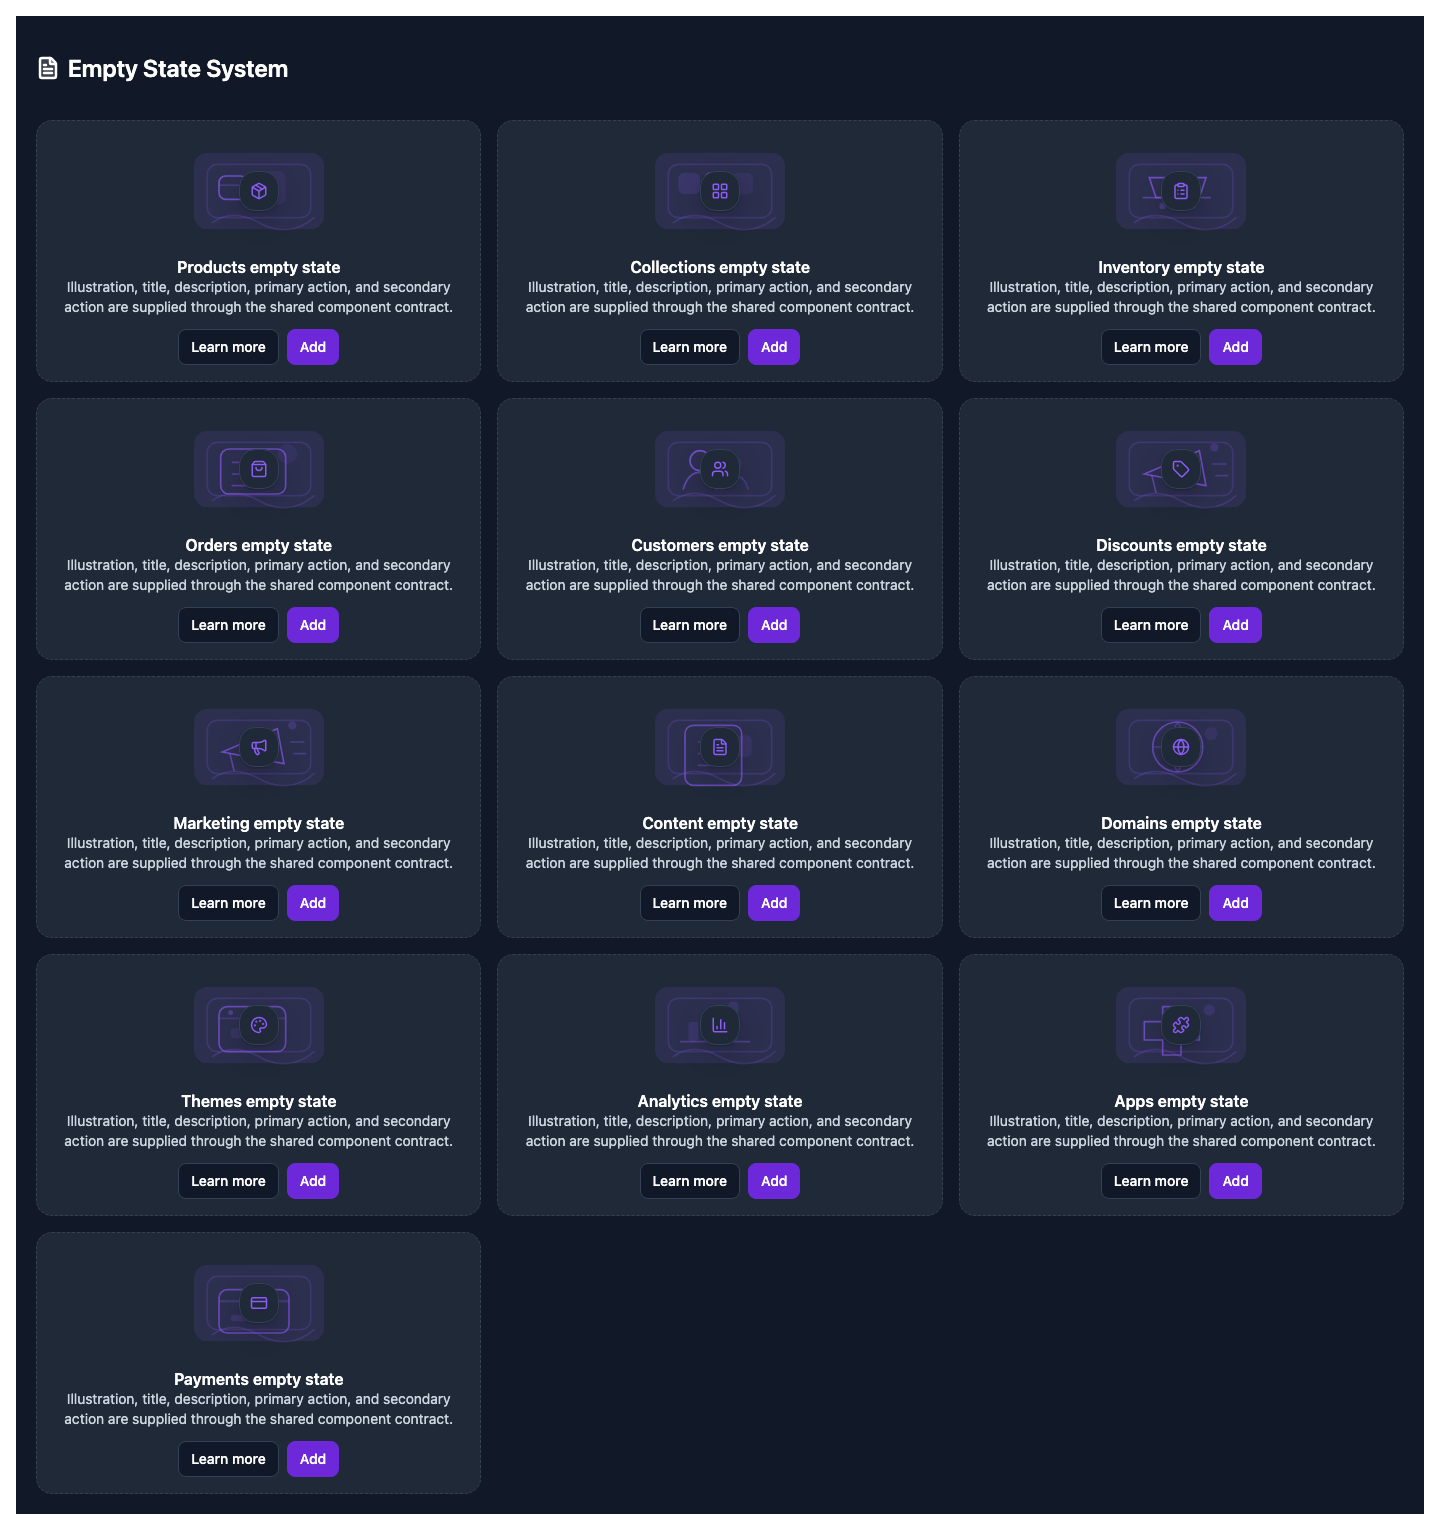 Empty State System
Products empty state
Illustration, title, description, primary action, and secondary
action are supplied through the shared component contract.
Learn more
Add
Collections empty state
Illustration, title, description, primary action, and secondary
action are supplied through the shared component contract.
Learn more
Add
Inventory empty state
Illustration, title, description, primary action, and secondary
action are supplied through the shared component contract.
Learn more
Add
Orders empty state
Illustration, title, description, primary action, and secondary
action are supplied through the shared component contract.
Learn more
Add
Customers empty state
Illustration, title, description, primary action, and secondary
action are supplied through the shared component contract.
Learn more
Add
Discounts empty state
Illustration, title, description, primary action, and secondary
action are supplied through the shared component contract.
Learn more
Add
Marketing empty state
Illustration, title, description, primary action, and secondary
action are supplied through the shared component contract.
Learn more
Add
Content empty state
Illustration, title, description, primary action, and secondary
action are supplied through the shared component contract.
Learn more
Add
Domains empty state
Illustration, title, description, primary action, and secondary
action are supplied through the shared component contract.
Learn more
Add
Themes empty state
Illustration, title, description, primary action, and secondary
action are supplied through the shared component contract.
Learn more
Add
Analytics empty state
Illustration, title, description, primary action, and secondary
action are supplied through the shared component contract.
Learn more
Add
Apps empty state
Illustration, title, description, primary action, and secondary
action are supplied through the shared component contract.
Learn more
Add
Payments empty state
Illustration, title, description, primary action, and secondary
action are supplied through the shared component contract.
Learn more
Add